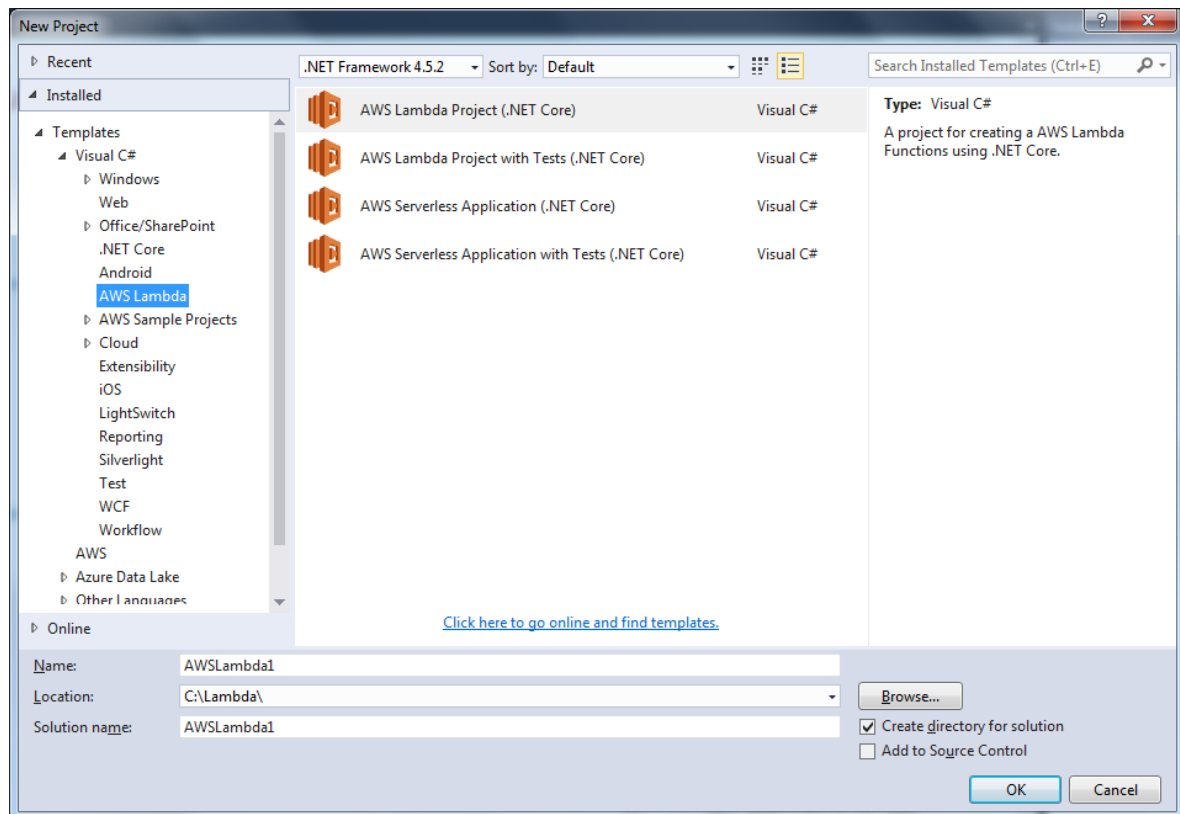 New Project
?
Recent
Installed
Templates
Visual C#
Windows
Web
Office/SharePoint
.NET Core
Android
AWS Lambda
AWS Sample Projects
Cloud
Extensibility
iOS
LightSwitch
Reporting
Silverlight
Test
WCF
Workflow
AWS
Azure Data Lake
Other Languages
Online
.NET Framework 4.5.2 Sort by: Default
AWS Lambda Project (.NET Core) Visual C#
AWS Lambda Project with Tests (.NET Core) Visual C#
AWS Serverless Application (.NET Core) Visual C#
AWS Serverless Application with Tests (.NET Core) Visual C#
Click here to go online and find templates.
Search Installed Templates (Ctrl+E)
Type: Visual C#
A project for creating a AWS Lambda
Functions using .NET Core.
Name: AWSLambda1
Location: C:\Lambda\ Browse...
Solution name: AWSLambda1
Create directory for solution
Add to Source Control
OK Cancel